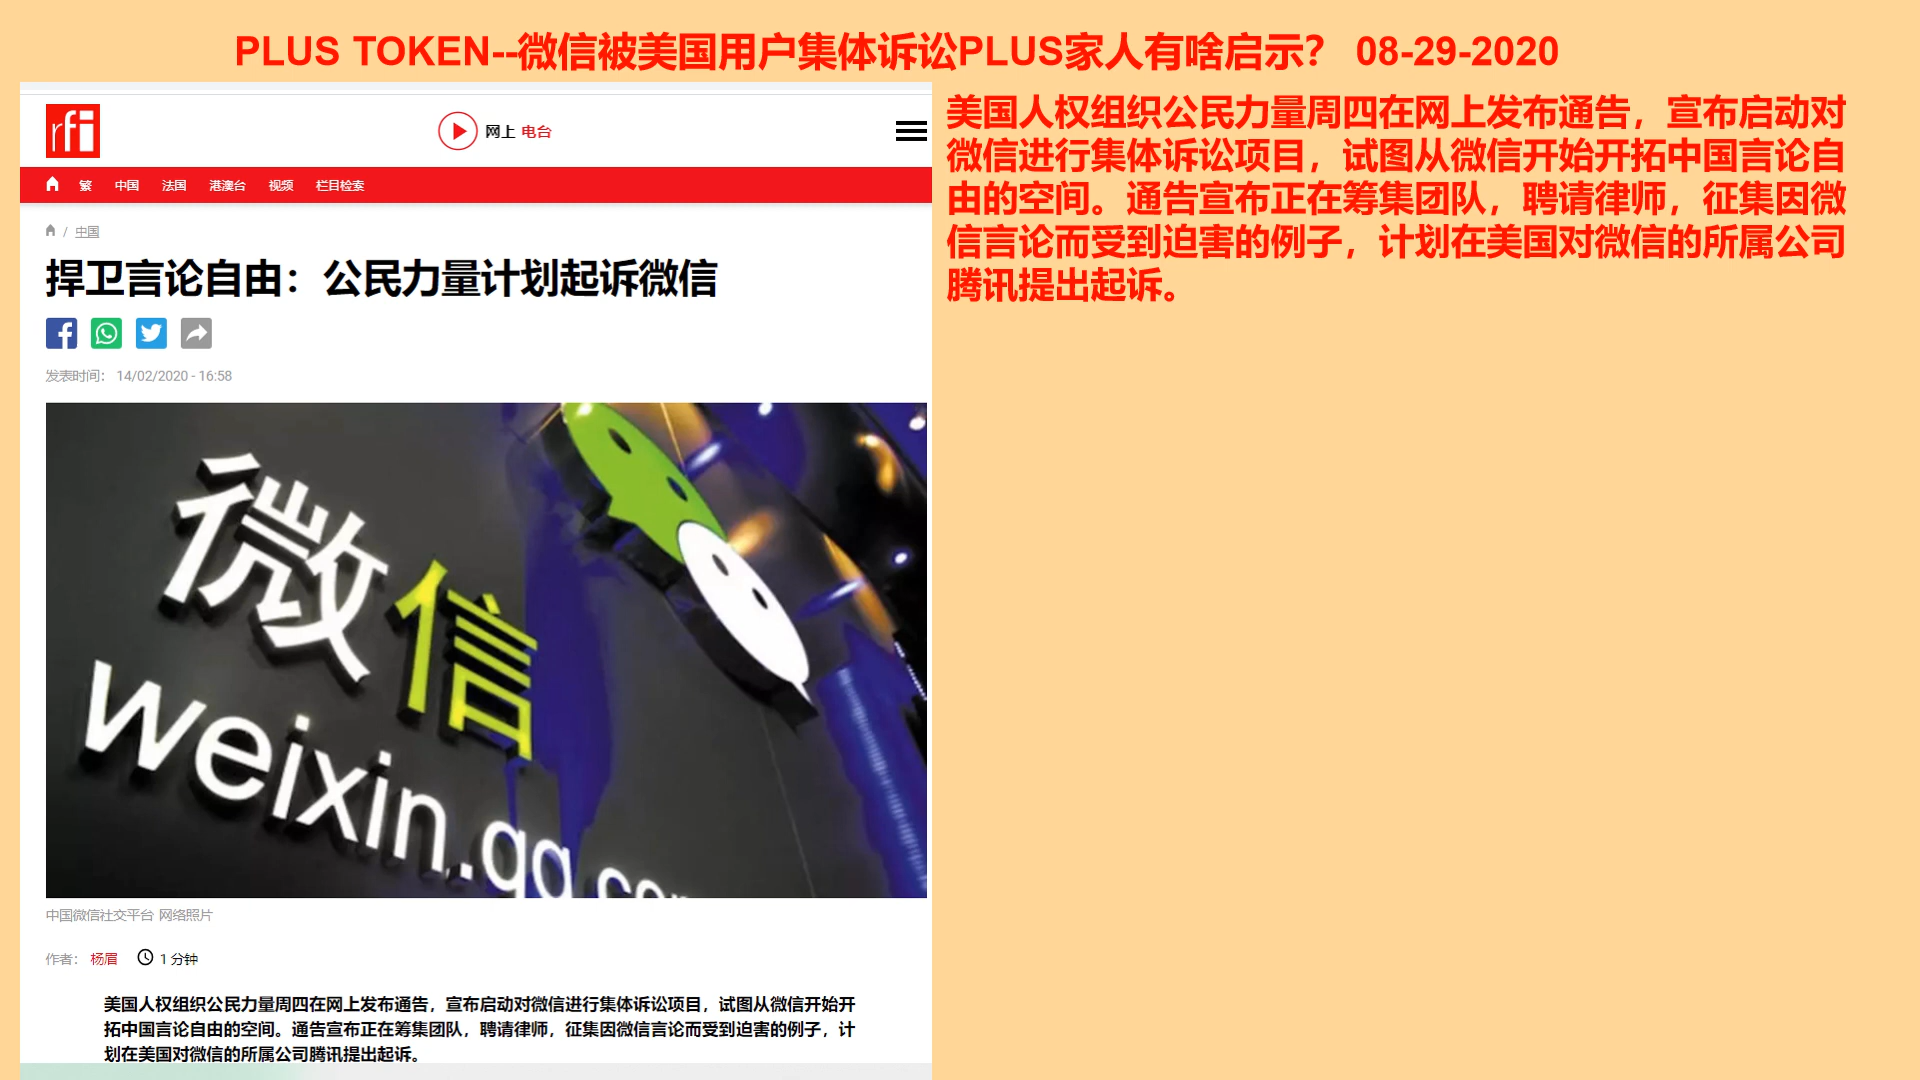 PLUS TOKEN--微信被美国用户集体诉讼PLUS家人有啥启示? 08-29-2020
rfi
网上 电台
繁 中国 法国 港澳台 视频 栏目检索
/ 中国
捍卫言论自由：公民力量计划起诉微信
发表时间： 14/02/2020 - 16:58
微信
weixin.qq.com
中国微信社交平台 网络照片
作者： 杨眉 1 分钟
美国人权组织公民力量周四在网上发布通告，宣布启动对微信进行集体诉讼项目，试图从微信开始开
拓中国言论自由的空间。通告宣布正在筹集团队，聘请律师，征集因微信言论而受到迫害的例子，计
划在美国对微信的所属公司腾讯提出起诉。
美国人权组织公民力量周四在网上发布通告，宣布启动对
微信进行集体诉讼项目，试图从微信开始开拓中国言论自
由的空间。通告宣布正在筹集团队，聘请律师，征集因微
信言论而受到迫害的例子，计划在美国对微信的所属公司
腾讯提出起诉。